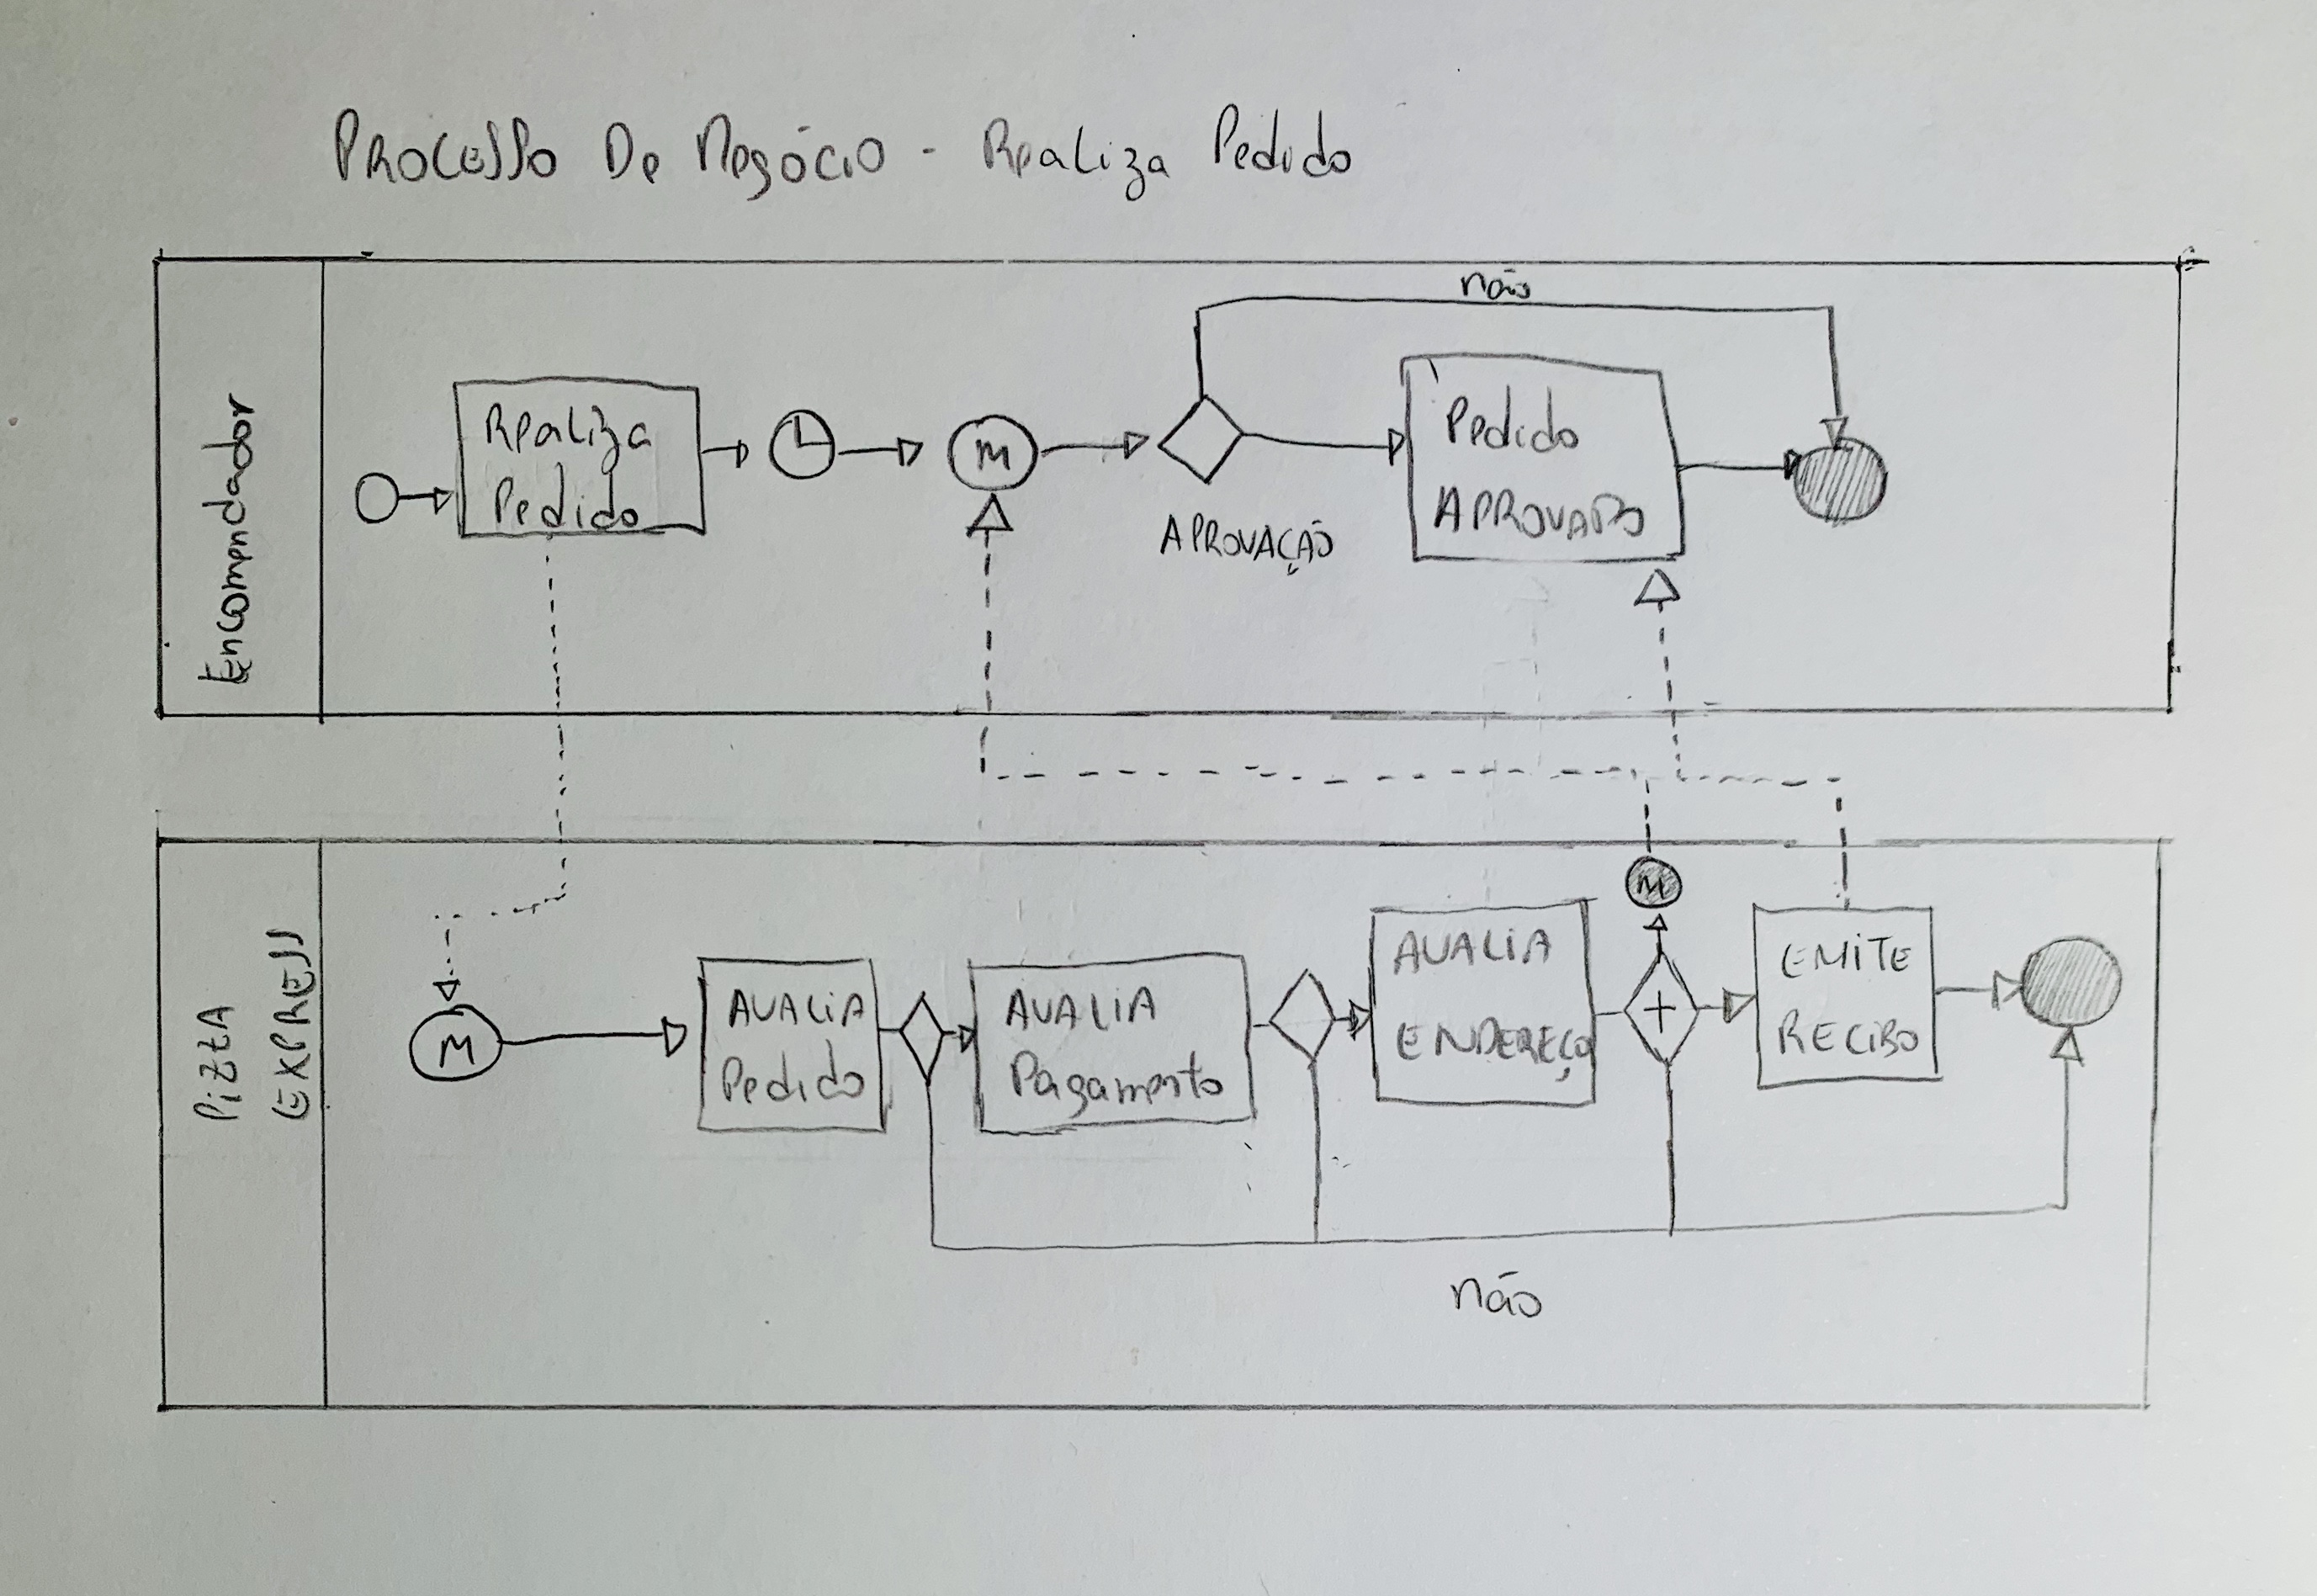 PROCESSO De Negócio - Realiza Pedido
não
Encomendador
Realiza
Pedido
M
APROVAÇÃO
Pedido
APROVADO
PIZZA
EXPRESS
M
AVALIA
Pedido
AVALIA
Pagamento
AVALIA
ENDEREÇO
M
EMITE
RECIBO
não